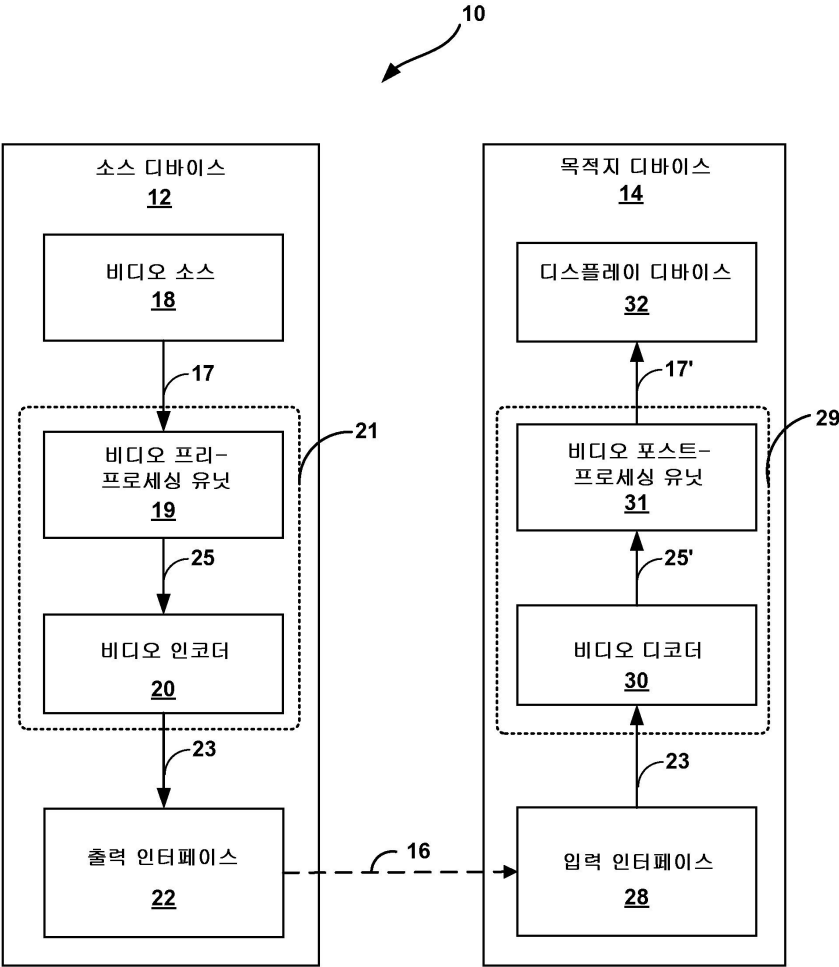 10
소스 디바이스
12
비디오 소스
18
17
21
비디오 프리-
프로세싱 유닛
19
25
비디오 인코더
20
23
출력 인터페이스
22
16
목적지 디바이스
14
디스플레이 디바이스
32
17'
29
비디오 포스트-
프로세싱 유닛
31
25'
비디오 디코더
30
23
입력 인터페이스
28